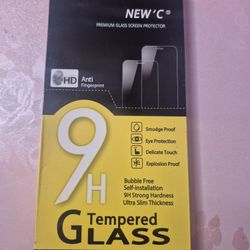 NEW'C®
PREMIUM GLASS SCREEN PROTECTOR
HD
Anti
Fingerprint
9H
Smudge Proof
Eye Protection
Delicate Touch
Explosion Proof
Bubble Free
Self-installation
9H Strong Hardness
Ultra Slim Thickness
Tempered
GLASS